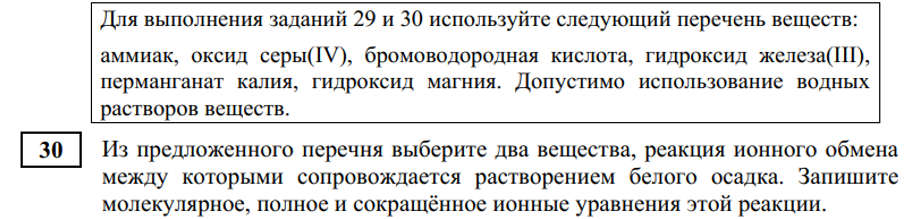 Для выполнения заданий 29 и 30 используйте следующий перечень веществ:
аммиак, оксид серы(IV), бромоводородная кислота, гидроксид железа(III),
перманганат калия, гидроксид магния. Допустимо использование водных
растворов веществ.
30 Из предложенного перечня выберите два вещества, реакция ионного обмена
между которыми сопровождается растворением белого осадка. Запишите
молекулярное, полное и сокращённое ионные уравнения этой реакции.